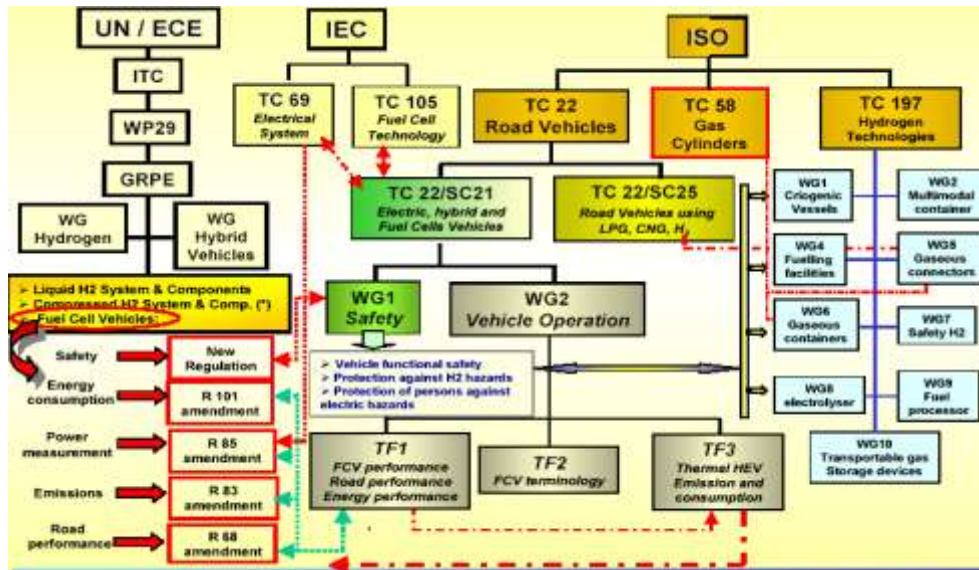 UN / ECE
IEC
ISO
ITC
TC 69
Electrical
System
TC 105
Fuel Cell
Technology
TC 22
Road Vehicles
TC 58
Gas
Cylinders
TC 197
Hydrogen
Technologies
WP29
GRPE
TC 22/SC21
Electric, hybrid and
Fuel Cells Vehicles
TC 22/SC25
Road Vehicles using
LPG, CNG, H2
WG1
Criogenic
Vessels
WG2
Multimodal
container
WG
Hydrogen
WG
Hybrid
Vehicles
WG4
Fuelling
facilities
WG5
Gaseous
connectors
Liquid H2 System & Components
Compressed H2 System & Comp. (*)
Fuel Cell Vehicles:
WG1
Safety
WG2
Vehicle Operation
WG6
Gaseous
containers
WG7
Safety H2
Safety
New
Regulation
Vehicle functional safety
Protection against H2 hazards
Protection of persons against
electric hazards
Energy
consumption
R 101
amendment
WG8
electrolyser
WG9
Fuel
processor
Power
measurement
R 85
amendment
TF1
FCV performance
Road performance
Energy performance
TF2
FCV terminology
TF3
Thermal HEV
Emission and
consumption
WG10
Transportable gas
Storage devices
Emissions
R 83
amendment
Road
performance
R 68
amendment